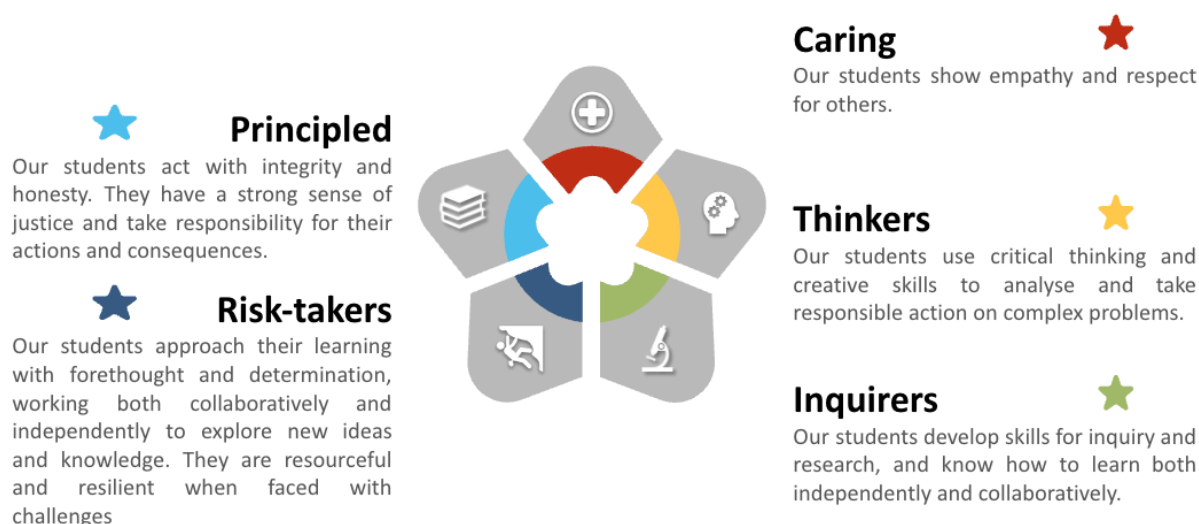 Principled
Our students act with integrity and
honesty. They have a strong sense of
justice and take responsibility for their
actions and consequences.
Risk-takers
Our students approach their learning
with forethought and determination,
working both collaboratively and
independently to explore new ideas
and knowledge. They are resourceful
and resilient when faced with
challenges
Caring
Our students show empathy and respect
for others.
Thinkers
Our students use critical thinking and
creative skills to analyse and take
responsible action on complex problems.
Inquirers
Our students develop skills for inquiry and
research, and know how to learn both
independently and collaboratively.